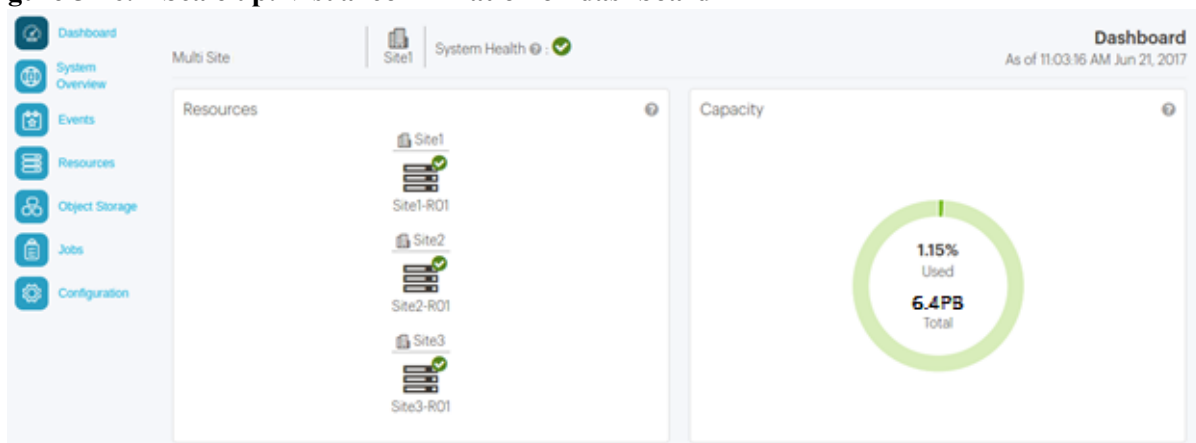 Dashboard
System
Overview
Events
Resources
Object Storage
Jobs
Configuration
Multi Site
Site1
System Health :
Dashboard
As of 11:03:16 AM Jun 21, 2017
Resources
Site1
Site1-R01
Site2
Site2-R01
Site3
Site3-R01
Capacity
1.15%
Used
6.4PB
Total